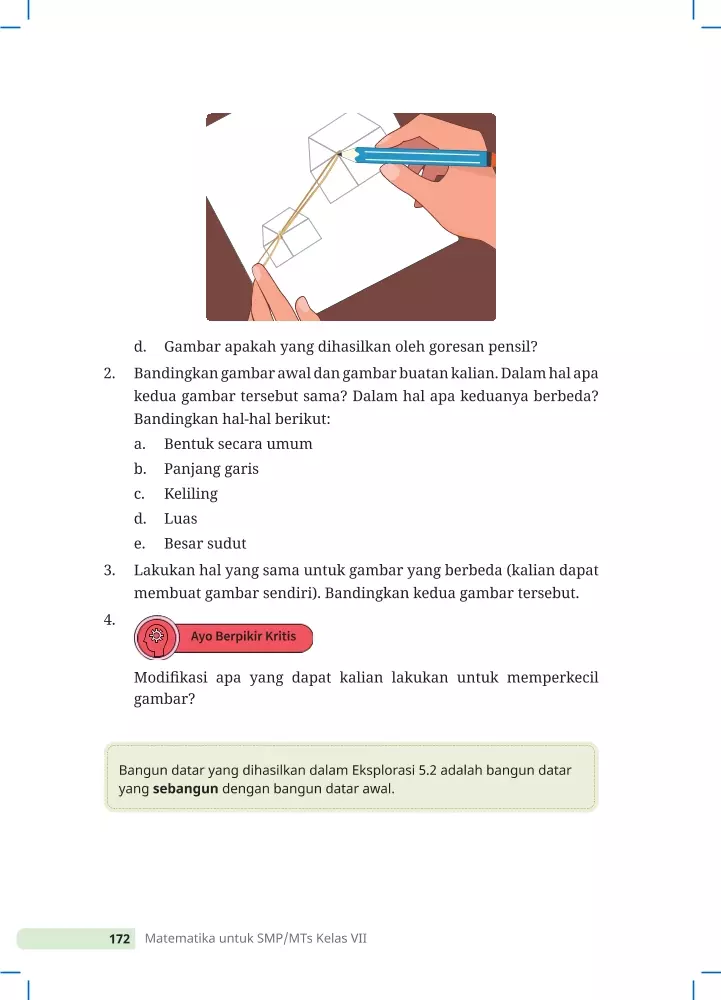 d. Gambar apakah yang dihasilkan oleh goresan pensil?
2. Bandingkan gambar awal dan gambar buatan kalian. Dalam hal apa
kedua gambar tersebut sama? Dalam hal apa keduanya berbeda?
Bandingkan hal-hal berikut:
a. Bentuk secara umum
b. Panjang garis
c. Keliling
d. Luas
e. Besar sudut
3. Lakukan hal yang sama untuk gambar yang berbeda (kalian dapat
membuat gambar sendiri). Bandingkan kedua gambar tersebut.
4.
Ayo Berpikir Kritis
Modifikasi apa yang dapat kalian lakukan untuk memperkecil
gambar?
Bangun datar yang dihasilkan dalam Eksplorasi 5.2 adalah bangun datar
yang sebangun dengan bangun datar awal.
172 Matematika untuk SMP/MTs Kelas VII